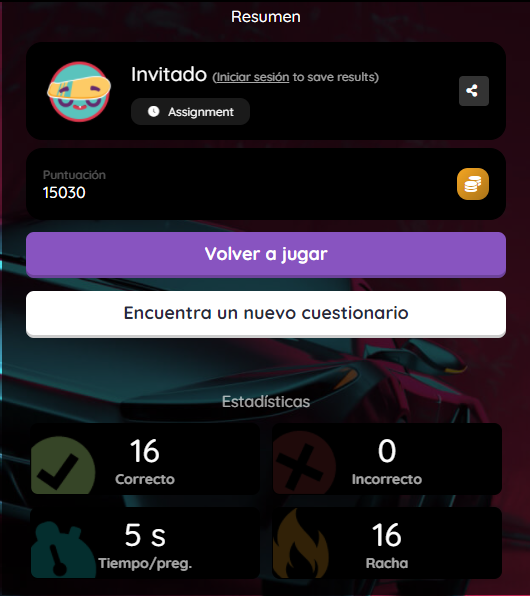 Resumen
Invitado (Iniciar sesión to save results)
Assignment
Puntuación
15030
Volver a jugar
Encuentra un nuevo cuestionario
Estadísticas
16
Correcto
0
Incorrecto
5 s
Tiempo/preg.
16
Racha